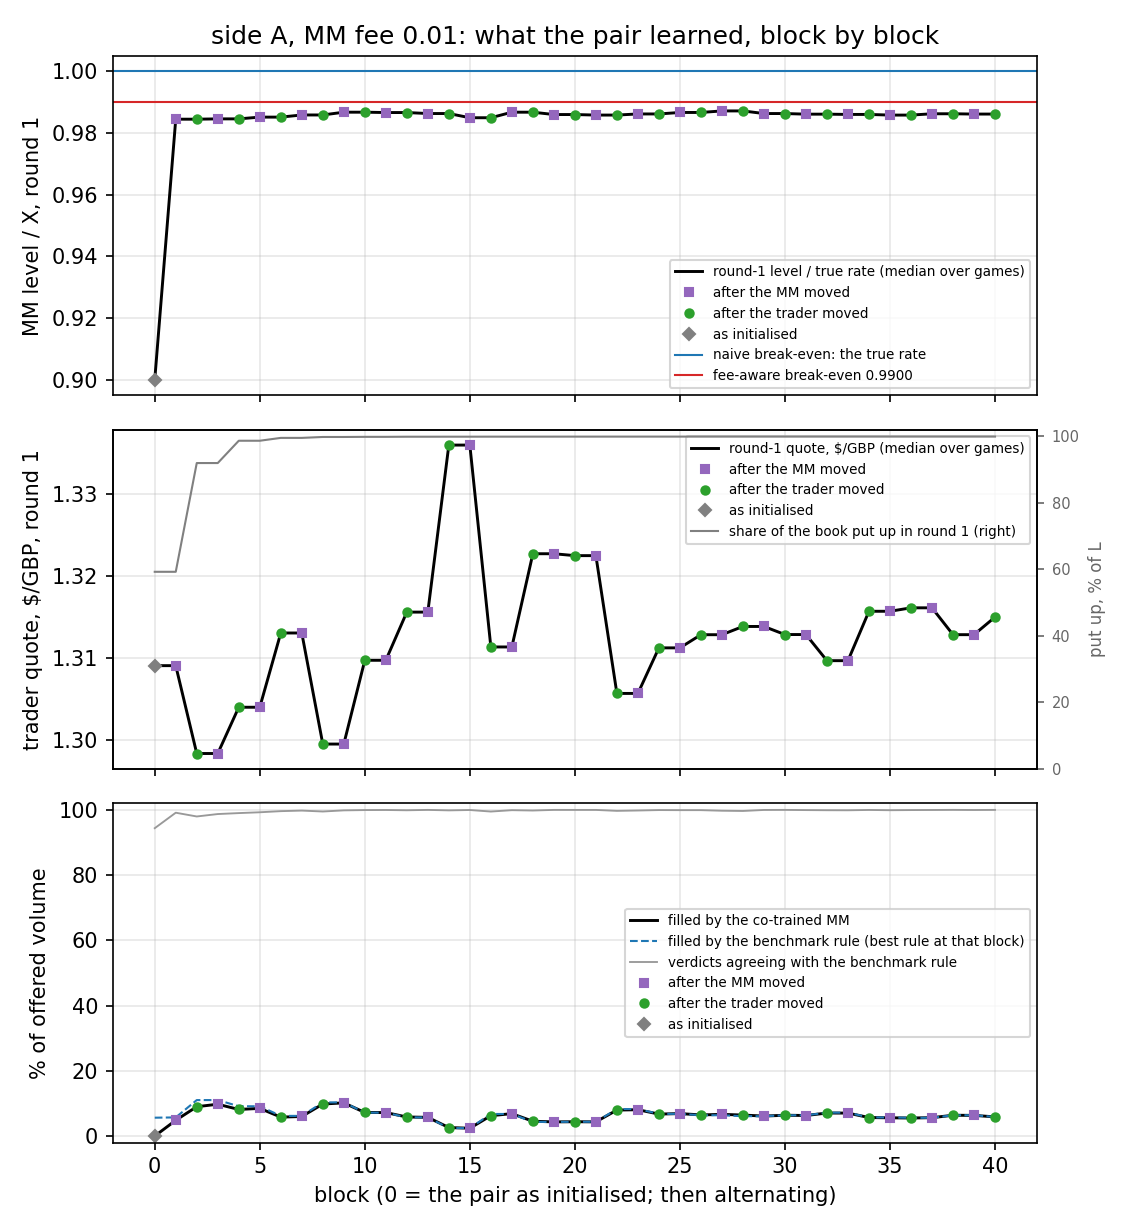 side A, MM fee 0.01: what the pair learned, block by block
MM level / X, round 1
1.00
0.98
0.96
0.94
0.92
0.90
round-1 level / true rate (median over games)
after the MM moved
after the trader moved
as initialised
naive break-even: the true rate
fee-aware break-even 0.9900
trader quote, $/GBP, round 1
1.33
1.32
1.31
1.30
round-1 quote, $/GBP (median over games)
after the MM moved
after the trader moved
as initialised
share of the book put up in round 1 (right)
100
80
60
40
20
0
put up, % of L
% of offered volume
100
80
60
40
20
0
filled by the co-trained MM
filled by the benchmark rule (best rule at that block)
verdicts agreeing with the benchmark rule
after the MM moved
after the trader moved
as initialised
0 5 10 15 20 25 30 35 40
block (0 = the pair as initialised; then alternating)